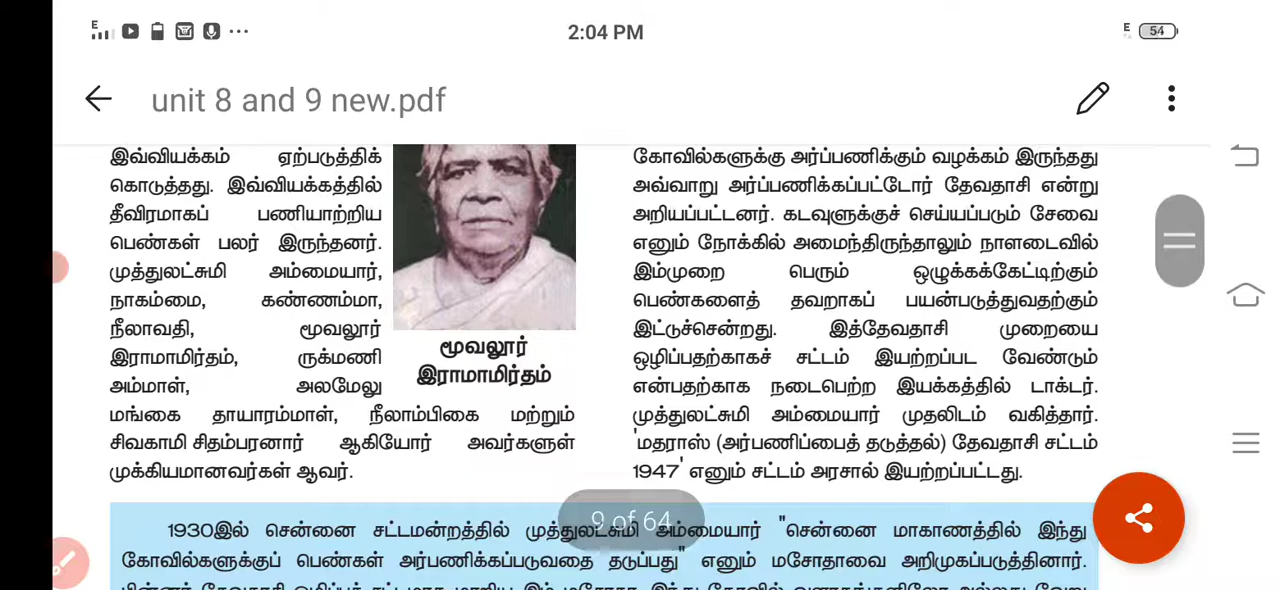 E
2:04 PM
E
54
unit 8 and 9 new.pdf
இவ்வியக்கம் ஏற்படுத்திக்
கொடுத்தது. இவ்வியக்கத்தில்
தீவிரமாகப் பணியாற்றிய
பெண்கள் பலர் இருந்தனர்.
முத்துலட்சுமி அம்மையார்,
நாகம்மை, கண்ணம்மா,
நீலாவதி, மூவலூர்
இராமாமிர்தம், ருக்மணி
அம்மாள், அலமேலு
மங்கை தாயாரம்மாள், நீலாம்பிகை மற்றும்
சிவகாமி சிதம்பரனார் ஆகியோர் அவர்களுள்
முக்கியமானவர்கள் ஆவர்.
மூவலூர்
இராமாமிர்தம்
கோவில்களுக்கு அர்ப்பணிக்கும் வழக்கம் இருந்தது
அவ்வாறு அர்ப்பணிக்கப்பட்டோர் தேவதாசி என்று
அறியப்பட்டனர். கடவுளுக்குச் செய்யப்படும் சேவை
எனும் நோக்கில் அமைந்திருந்தாலும் நாளடைவில்
இம்முறை பெரும் ஒழுக்கக்கேட்டிற்கும்
பெண்களைத் தவறாகப் பயன்படுத்துவதற்கும்
இட்டுச்சென்றது. இத்தேவதாசி முறையை
ஒழிப்பதற்காகச் சட்டம் இயற்றப்பட வேண்டும்
என்பதற்காக நடைபெற்ற இயக்கத்தில் டாக்டர்.
முத்துலட்சுமி அம்மையார் முதலிடம் வகித்தார்.
'மதராஸ் (அர்பணிப்பைத் தடுத்தல்) தேவதாசி சட்டம்
1947' எனும் சட்டம் அரசால் இயற்றப்பட்டது.
9 of 64
1930இல் சென்னை சட்டமன்றத்தில் முத்துலட்சுமி அம்மையார் "சென்னை மாகாணத்தில் இந்து
கோவில்களுக்குப் பெண்கள் அர்பணிக்கப்படுவதை தடுப்பது" எனும் மசோதாவை அறிமுகப்படுத்தினார்.